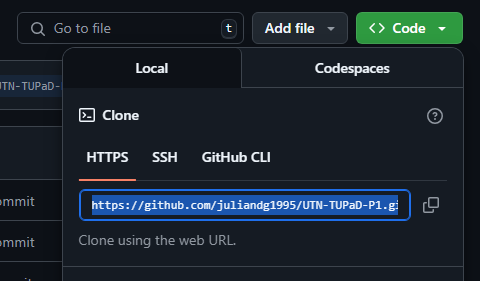 Go to file t Add file Code
Local Codespaces
UTN-TUPaD-
Clone
HTTPS SSH GitHub CLI
https://github.com/juliandg1995/UTN-TUPaD-P1.gi
ommit
Clone using the web URL.
ommit
ommit